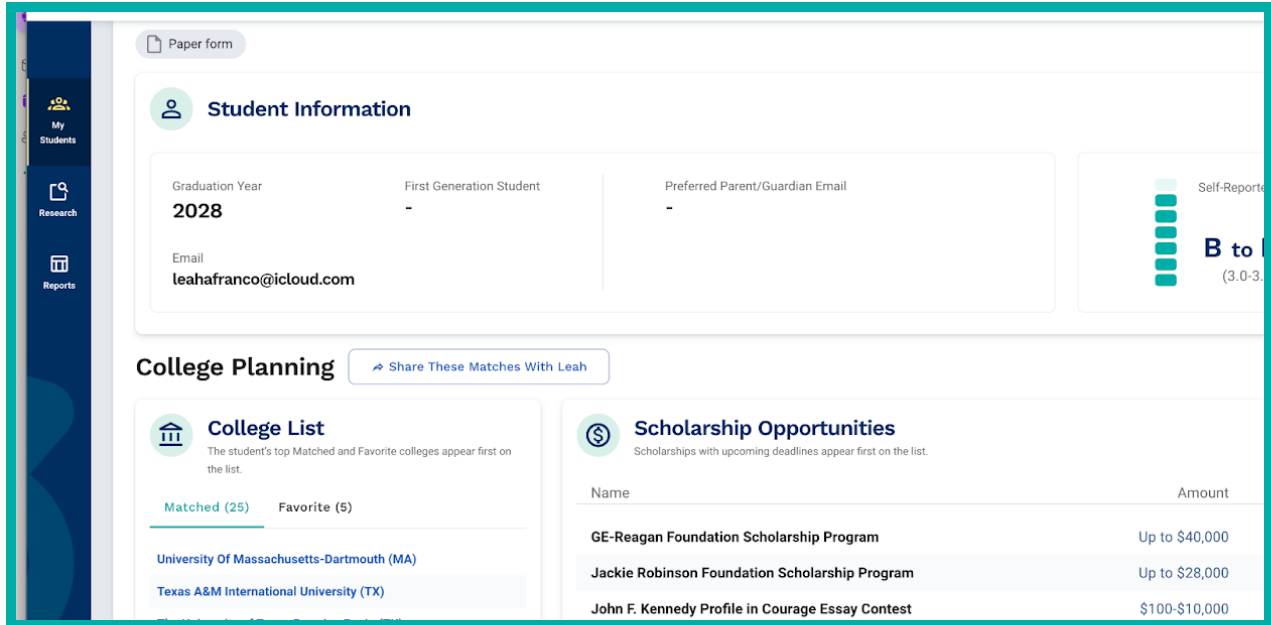 Paper form
My
Students
Research
Reports
Student Information
Graduation Year
2028
First Generation Student
-
Preferred Parent/Guardian Email
-
Email
leahafranco@icloud.com
B to
(3.0-3.
College Planning
Share These Matches With Leah
College List
The student's top Matched and Favorite colleges appear first on
the list.
Matched (25) Favorite (5)
University Of Massachusetts-Dartmouth (MA)
Texas A&M International University (TX)
Scholarship Opportunities
Scholarships with upcoming deadlines appear first on the list.
Name Amount
GE-Reagan Foundation Scholarship Program Up to $40,000
Jackie Robinson Foundation Scholarship Program Up to $28,000
John F. Kennedy Profile in Courage Essay Contest $100-$10,000